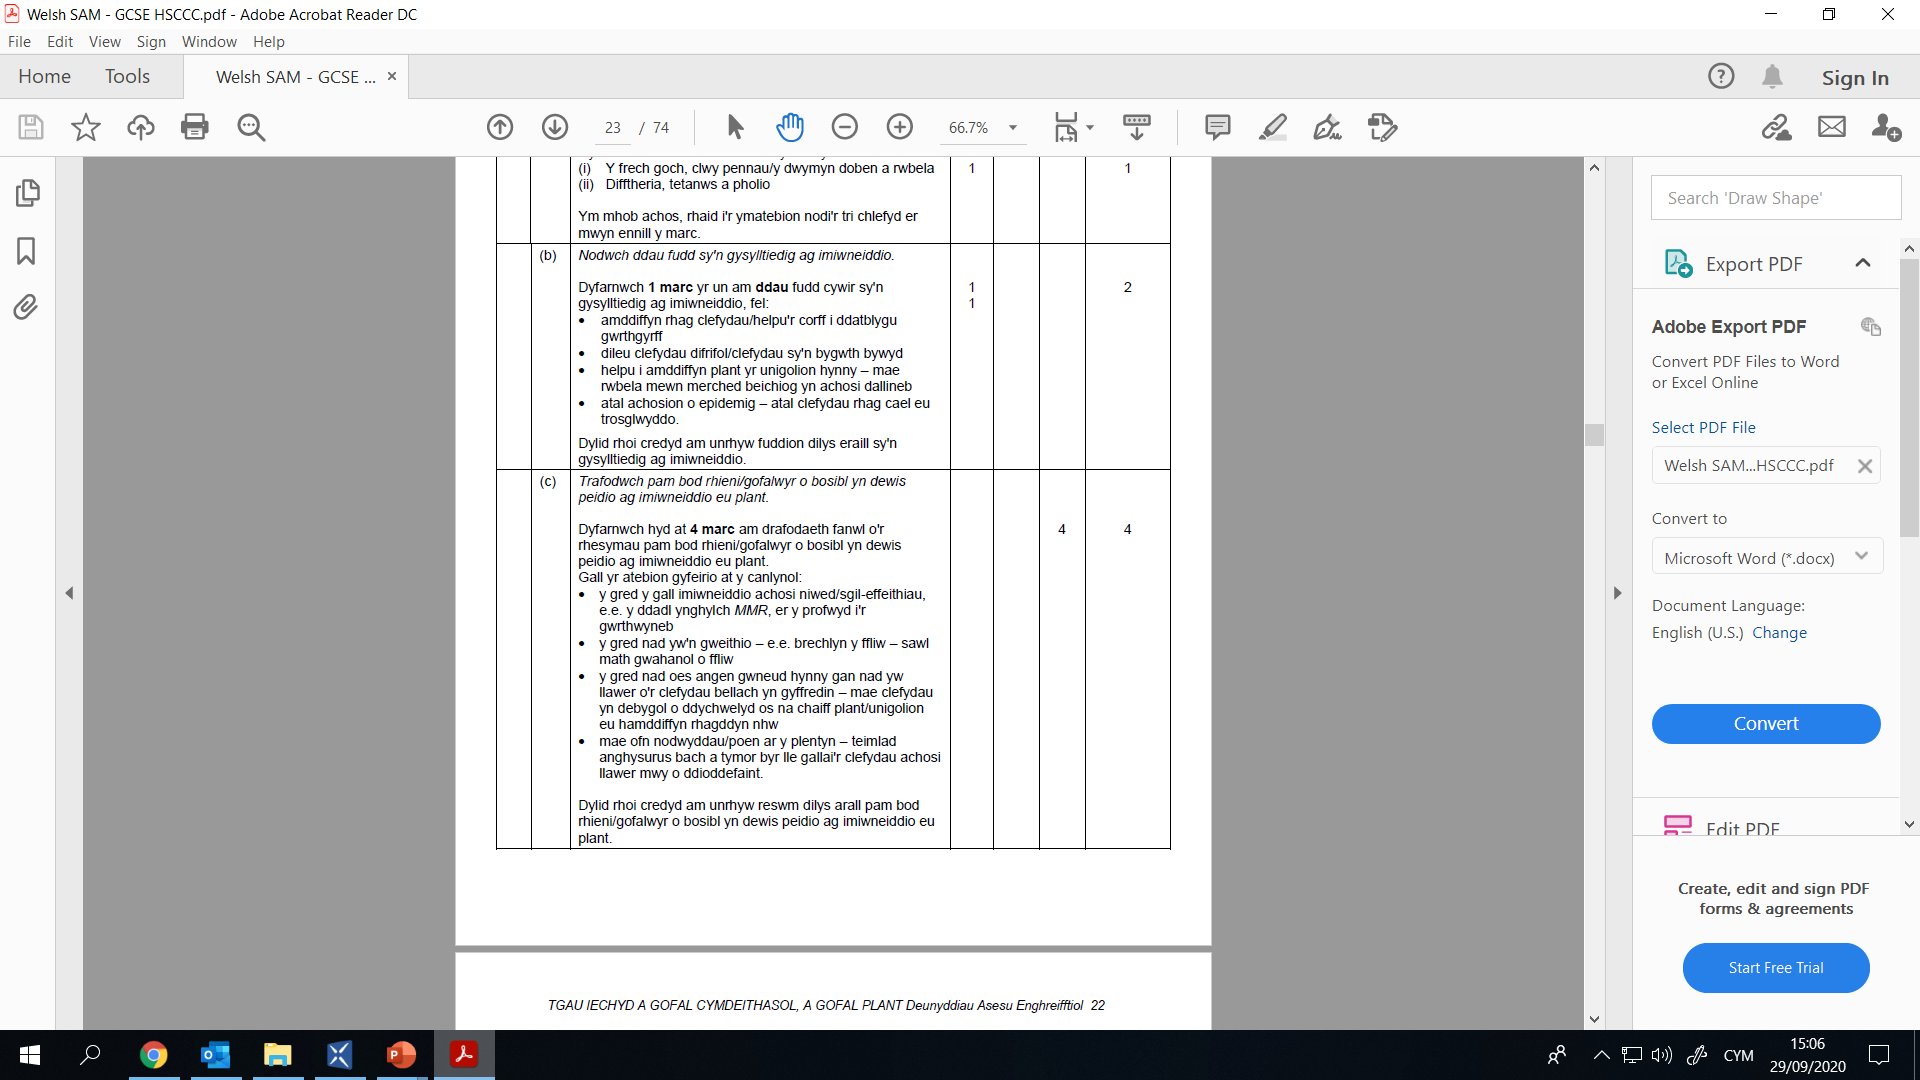 Welsh SAM - GCSE HSCCC.pdf - Adobe Acrobat Reader DC
File Edit View Sign Window Help
Home Tools Welsh SAM - GCSE ... × Sign In
23 / 74 66.7%
(i) Y frech goch, clwy pennau/y dwymyn doben a rwbela 1 1
(ii) Difftheria, tetanws a pholio
Ym mhob achos, rhaid i'r ymatebion nodi'r tri chlefyd er
mwyn ennill y marc.
(b) Nodwch ddau fudd sy'n gysylltiedig ag imiwneiddio.
Dyfarnwch 1 marc yr un am ddau fudd cywir sy'n 1 2
gysylltiedig ag imiwneiddio, fel: 1
• amddiffyn rhag clefydau/helpu'r corff i ddatblygu
gwrthgyrff
• dileu clefydau difrifol/clefydau sy'n bygwth bywyd
• helpu i amddiffyn plant yr unigolion hynny – mae
rwbela mewn merched beichiog yn achosi dallineb
• atal achosion o epidemig – atal clefydau rhag cael eu
trosglwyddo.
Dylid rhoi credyd am unrhyw fuddion dilys eraill sy'n
gysylltiedig ag imiwneiddio.
(c) Trafodwch pam bod rhieni/gofalwyr o bosibl yn dewis
peidio ag imiwneiddio eu plant.
Dyfarnwch hyd at 4 marc am drafodaeth fanwl o'r 4 4
rhesymau pam bod rhieni/gofalwyr o bosibl yn dewis
peidio ag imiwneiddio eu plant.
Gall yr atebion gyfeirio at y canlynol:
• y gred y gall imiwneiddio achosi niwed/sgil-effeithiau,
e.e. y ddadl ynghylch MMR, er y profwyd i'r
gwrthwyneb
• y gred nad yw'n gweithio – e.e. brechlyn y ffliw – sawl
math gwahanol o ffliw
• y gred nad oes angen gwneud hynny gan nad yw
llawer o'r clefydau bellach yn gyffredin – mae clefydau
yn debygol o ddychwelyd os na chaiff plant/unigolion
eu hamddiffyn rhagddyn nhw
• mae ofn nodwyddau/poen ar y plentyn – teimlad
anghysurus bach a tymor byr lle gallai'r clefydau achosi
llawer mwy o ddioddefaint.
Dylid rhoi credyd am unrhyw reswm dilys arall pam bod
rhieni/gofalwyr o bosibl yn dewis peidio ag imiwneiddio eu
plant.
TGAU IECHYD A GOFAL CYMDEITHASOL, A GOFAL PLANT Deunyddiau Asesu Enghreifftiol 22
Search 'Draw Shape'
Export PDF
Adobe Export PDF
Convert PDF Files to Word
or Excel Online
Select PDF File
Welsh SAM...HSCCC.pdf
Convert to
Microsoft Word (*.docx)
Document Language:
English (U.S.) Change
Convert
Edit PDF
Create, edit and sign PDF
forms & agreements
Start Free Trial
CYM
15:06
29/09/2020